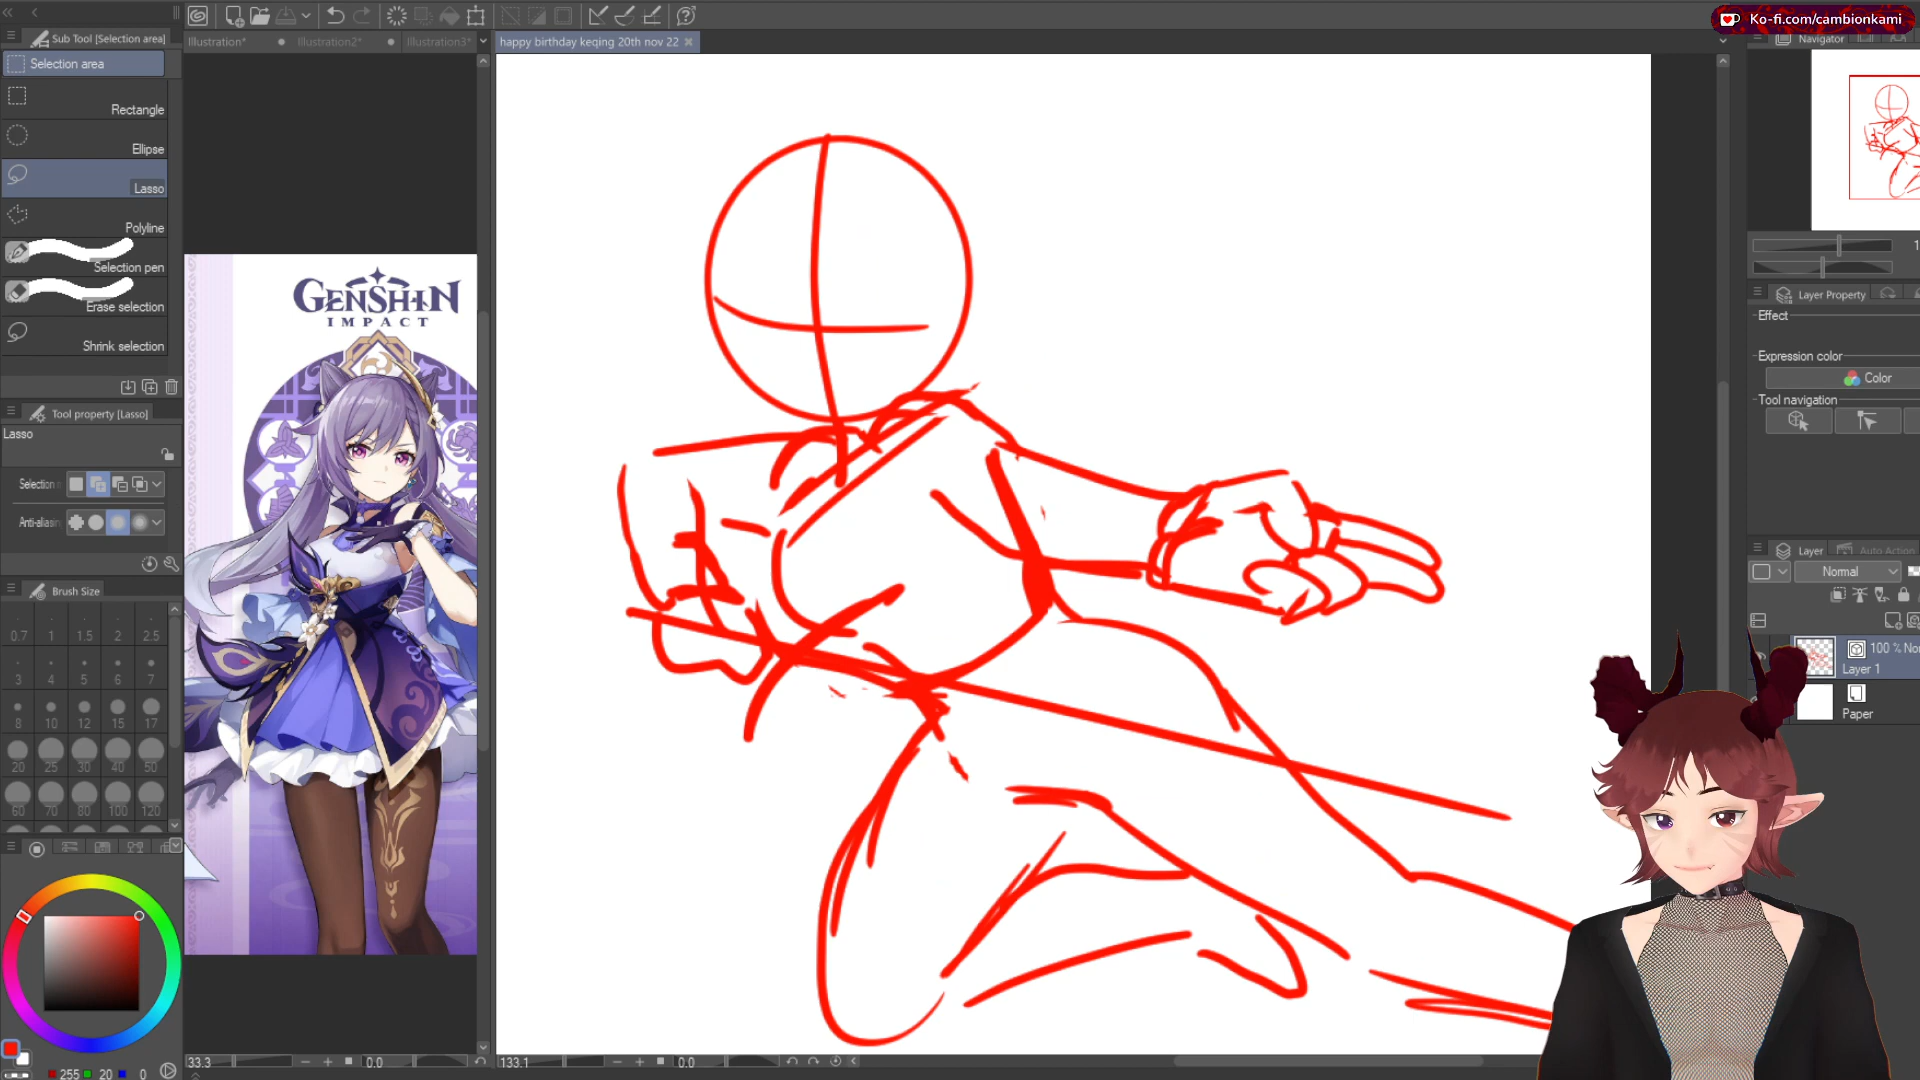 Ko-fi.com/cambionkami
Sub Tool [Selection area]
Illustration*
Illustration2*
Illustration3*
happy birthday keqing 20th nov 22
Navigator
Selection area
Rectangle
Ellipse
Lasso
Polyline
Selection pen
Erase selection
Shrink selection
Tool property [Lasso]
Lasso
Selection
Anti-aliasin
Brush Size
0.7 1 1.5 2 2.5
3 4 5 6 7
8 10 12 15 17
20 25 30 40 50
60 70 80 100 120
255 20 0
GENSHIN
IMPACT
33.3
0.0
133.1
0.0
Layer Property
Effect
Expression color
Color
Tool navigation
Layer
Auto Action
Normal
100 % No
Layer 1
Paper